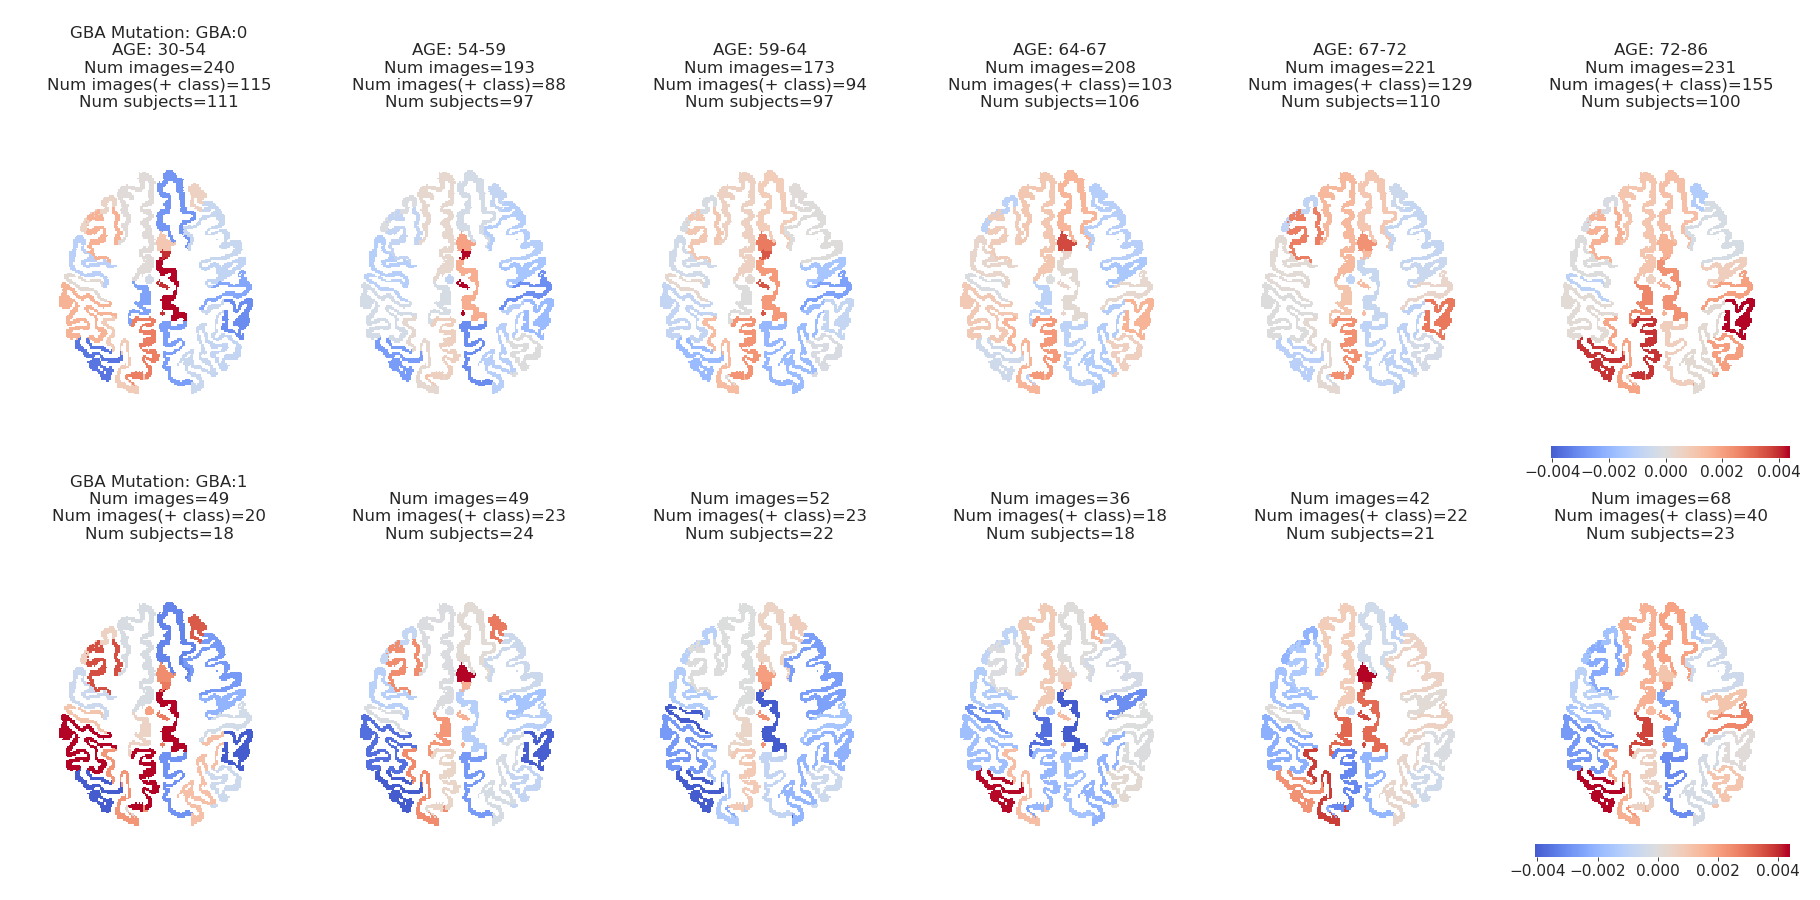 GBA Mutation: GBA:0
AGE: 30-54
Num images=240
Num images(+ class)=115
Num subjects=111
AGE: 54-59
Num images=193
Num images(+ class)=88
Num subjects=97
AGE: 59-64
Num images=173
Num images(+ class)=94
Num subjects=97
AGE: 64-67
Num images=208
Num images(+ class)=103
Num subjects=106
AGE: 67-72
Num images=221
Num images(+ class)=129
Num subjects=110
AGE: 72-86
Num images=231
Num images(+ class)=155
Num subjects=100
−0.004 −0.002 0.000 0.002 0.004
GBA Mutation: GBA:1
Num images=49
Num images(+ class)=20
Num subjects=18
Num images=49
Num images(+ class)=23
Num subjects=24
Num images=52
Num images(+ class)=23
Num subjects=22
Num images=36
Num images(+ class)=18
Num subjects=18
Num images=42
Num images(+ class)=22
Num subjects=21
Num images=68
Num images(+ class)=40
Num subjects=23
−0.004 −0.002 0.000 0.002 0.004